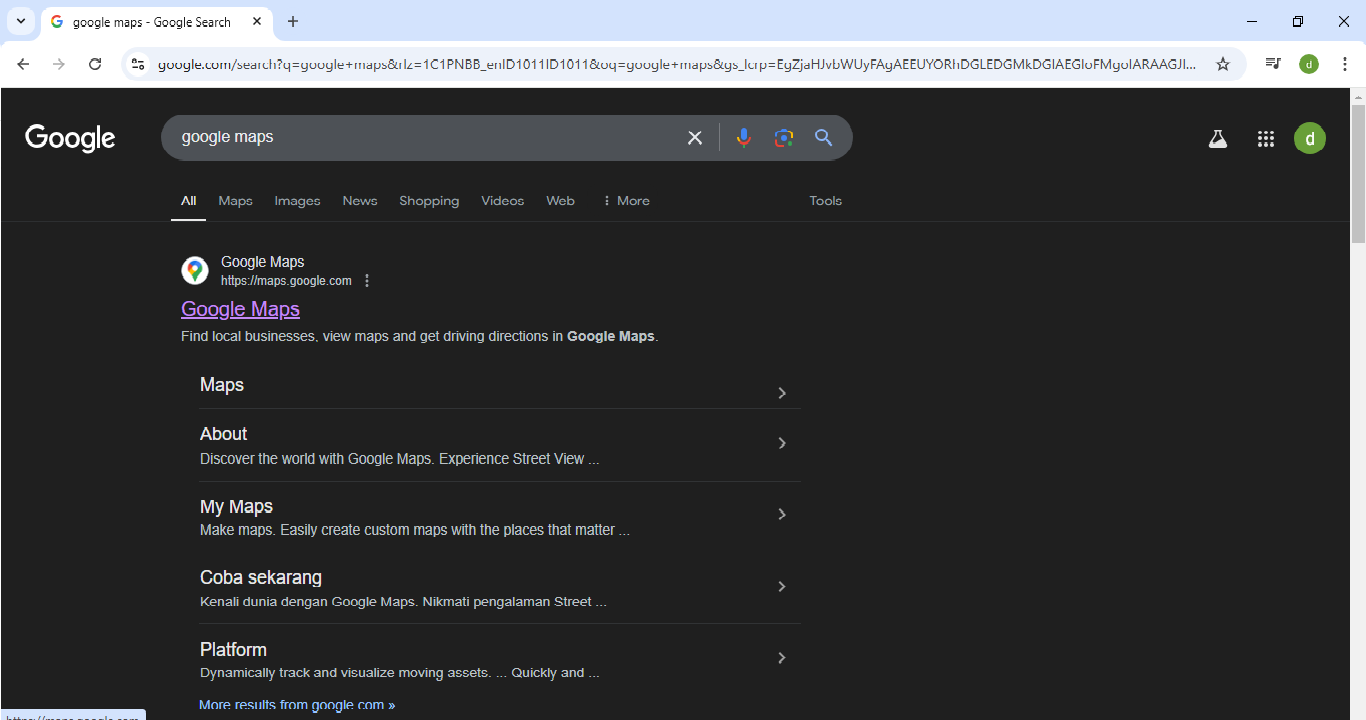 google maps - Google Search
google.com/search?q=google+maps&rlz=1C1PNBB_enID1011ID1011&oq=google+maps&gs_lcrp=
Google
google maps
d
d
All Maps Images News Shopping Videos Web More Tools
Google Maps
https://maps.google.com
Google Maps
Find local businesses, view maps and get driving directions in Google Maps.
Maps
About
Discover the world with Google Maps. Experience Street View ...
My Maps
Make maps. Easily create custom maps with the places that matter ...
Coba sekarang
Kenali dunia dengan Google Maps. Nikmati pengalaman Street ...
Platform
Dynamically track and visualize moving assets. ... Quickly and ...
More results from google.com »
https://maps.google.com